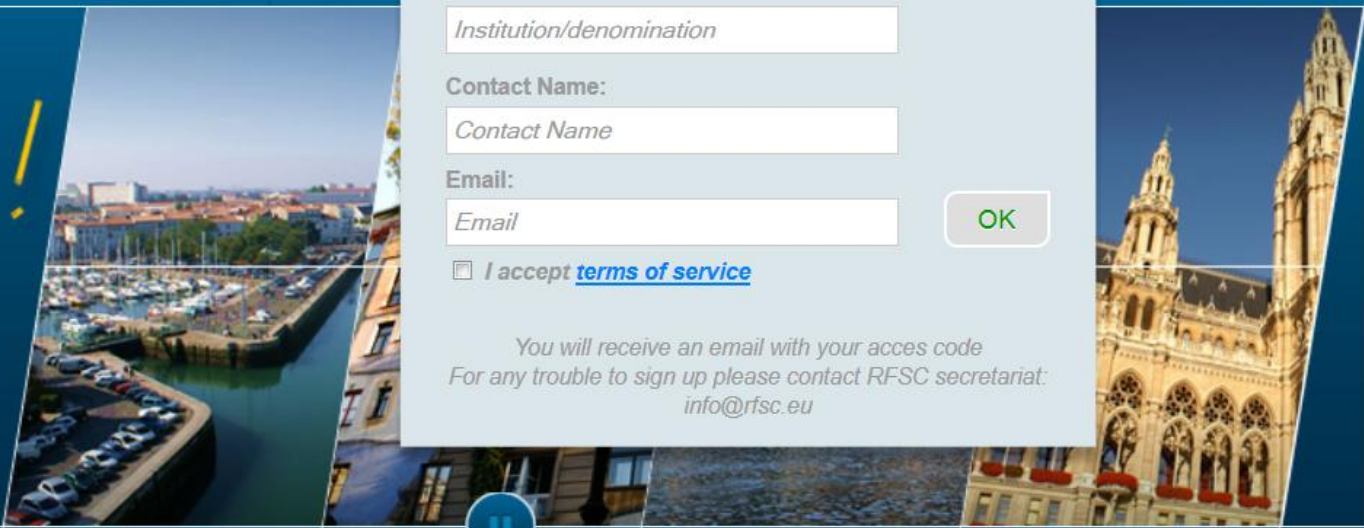 Institution/denomination
Contact Name:
Contact Name
Email:
Email
OK
I accept terms of service
You will receive an email with your acces code
For any trouble to sign up please contact RFSC secretariat:
info@rfsc.eu